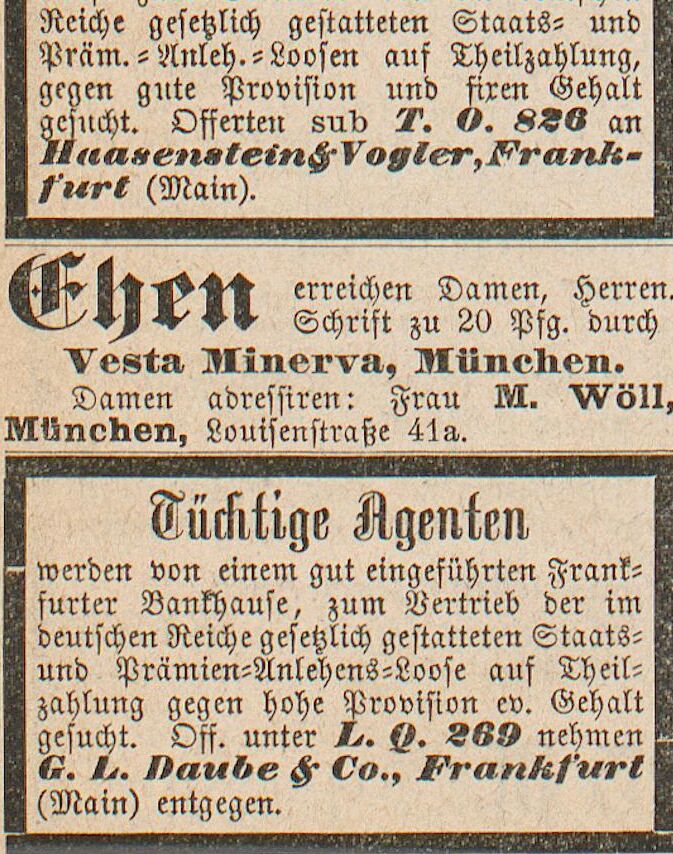 Reiche gesetzlich gestatteten Staats- und
Präm.-Anleh.-Loosen auf Theilzahlung,
gegen gute Provision und fixen Gehalt
gesucht. Offerten sub T. O. 826 an
Haasenstein & Vogler, Frank-
furt (Main).
Ehen erreichen Damen, Herren.
Schrift zu 20 Pfg. durch
Vesta Minerva, München.
Damen adressiren: Frau M. Wöll,
München, Louisenstraße 41a.
Tüchtige Agenten
werden von einem gut eingeführten Frank-
furter Bankhause, zum Vertrieb der im
deutschen Reiche gesetzlich gestatteten Staats-
und Prämien-Anlehens-Loose auf Theil-
zahlung gegen hohe Provision ev. Gehalt
gesucht. Off. unter L. Q. 269 nehmen
G. L. Daube & Co., Frankfurt
(Main) entgegen.